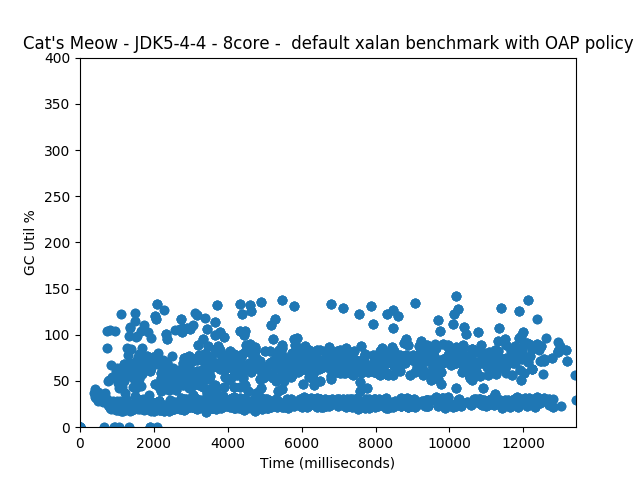 Cat's Meow - JDK5-4-4 - 8core -  default xalan benchmark with OAP policy
400
350
300
250
200
150
100
50
0
GC Util %
0 2000 4000 6000 8000 10000 12000
Time (milliseconds)